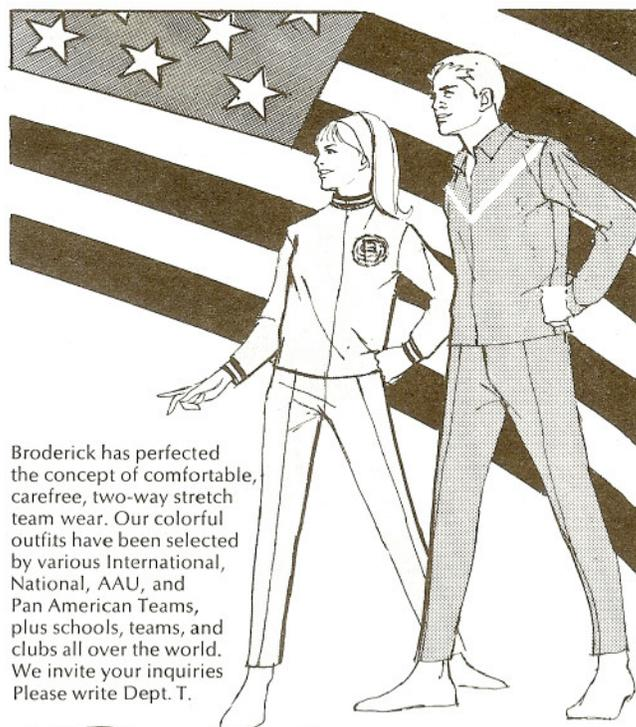 Broderick has perfected
the concept of comfortable,
carefree, two-way stretch
team wear. Our colorful
outfits have been selected
by various International,
National, AAU, and
Pan American Teams,
plus schools, teams, and
clubs all over the world.
We invite your inquiries
Please write Dept. T.